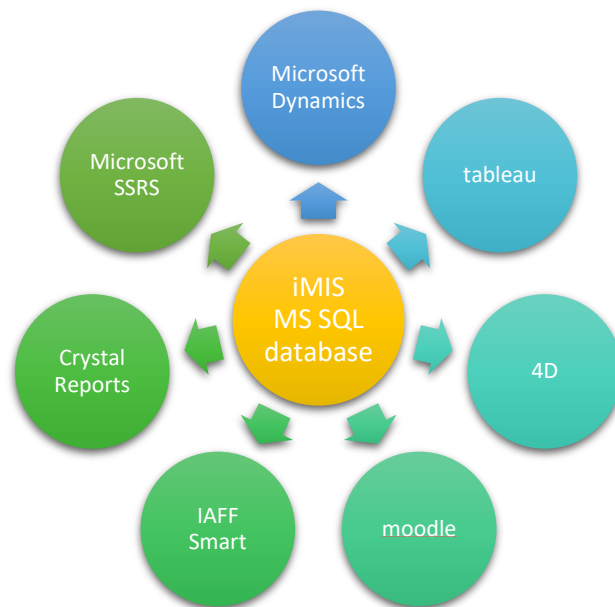 Microsoft
Dynamics
tableau
4D
moodle
IAFF
Smart
Crystal
Reports
Microsoft
SSRS
iMIS
MS SQL
database